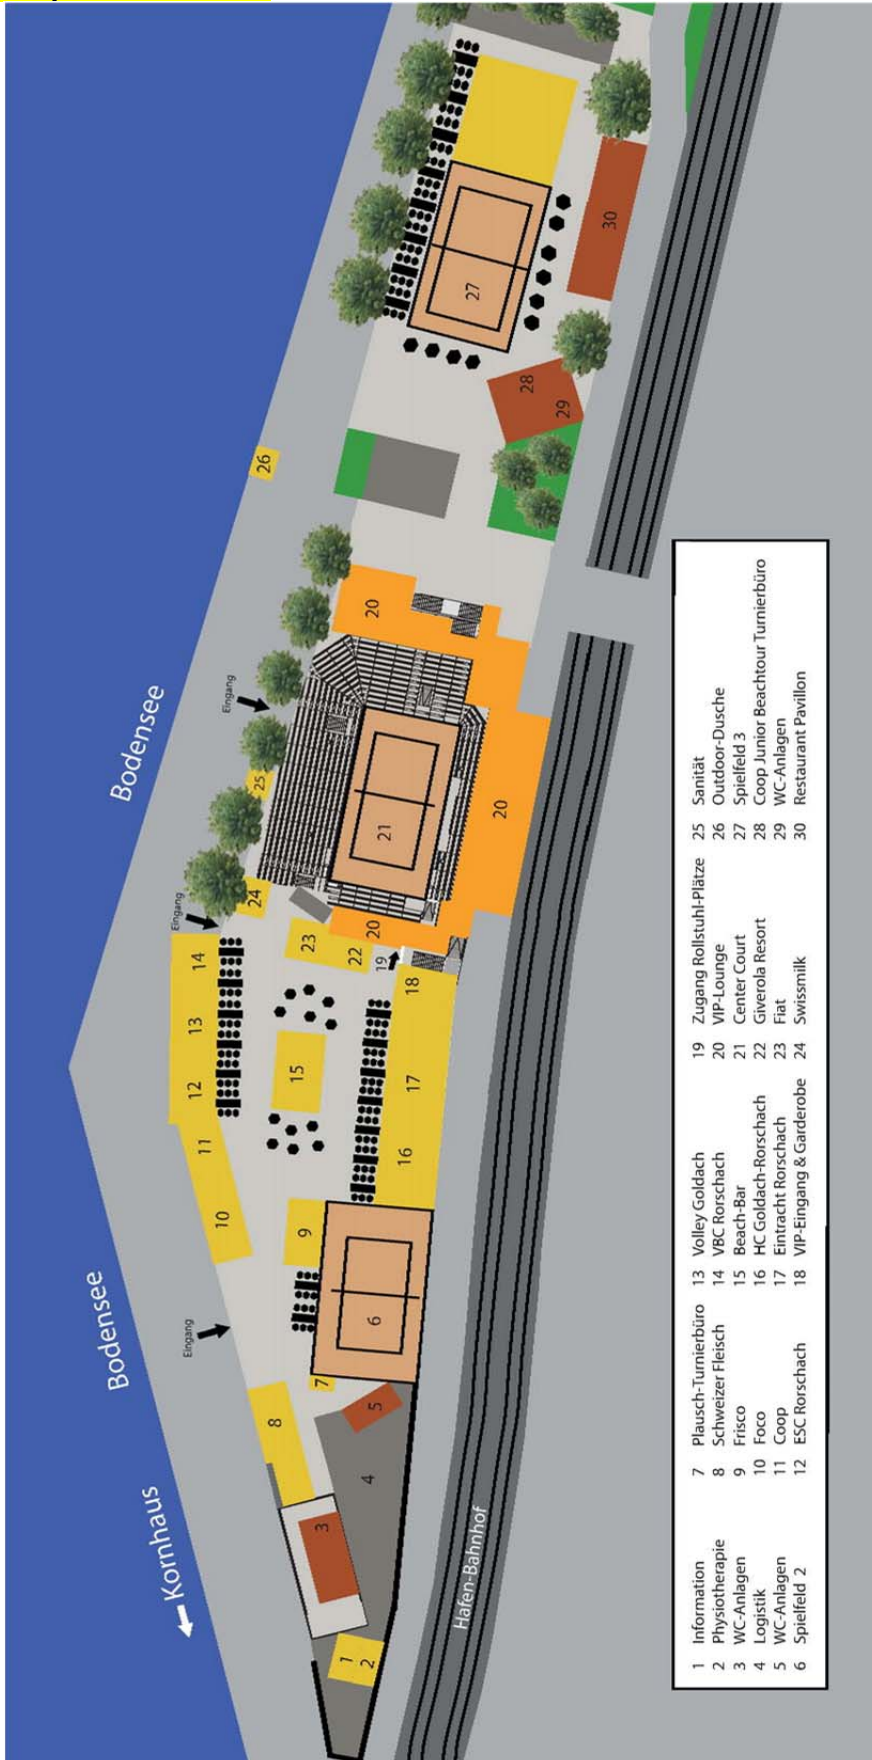 Bodensee
Bodensee
Kornhaus
Eingang
Eingang
Eingang
Hafen-Bahnhof
1
2
3
4
5
6
7
8
9
10
11
12
13
14
15
16
17
18
19
20
20
20
21
22
23
24
25
26
27
28
29
30
1 Information
2 Physiotherapie
3 WC-Anlagen
4 Logistik
5 WC-Anlagen
6 Spielfeld 2
7 Plausch-Turnierbüro
8 Schweizer Fleisch
9 Frisco
10 Foco
11 Coop
12 ESC Rorschach
13 Volley Goldach
14 VBC Rorschach
15 Beach-Bar
16 HC Goldach-Rorschach
17 Eintracht Rorschach
18 VIP-Eingang & Garderobe
19 Zugang Rollstuhl-Plätze
20 VIP-Lounge
21 Center Court
22 Giverola Resort
23 Fiat
24 Swissmilk
25 Sanität
26 Outdoor-Dusche
27 Spielfeld 3
28 Coop Junior Beachtour Turnierbüro
29 WC-Anlagen
30 Restaurant Pavillon